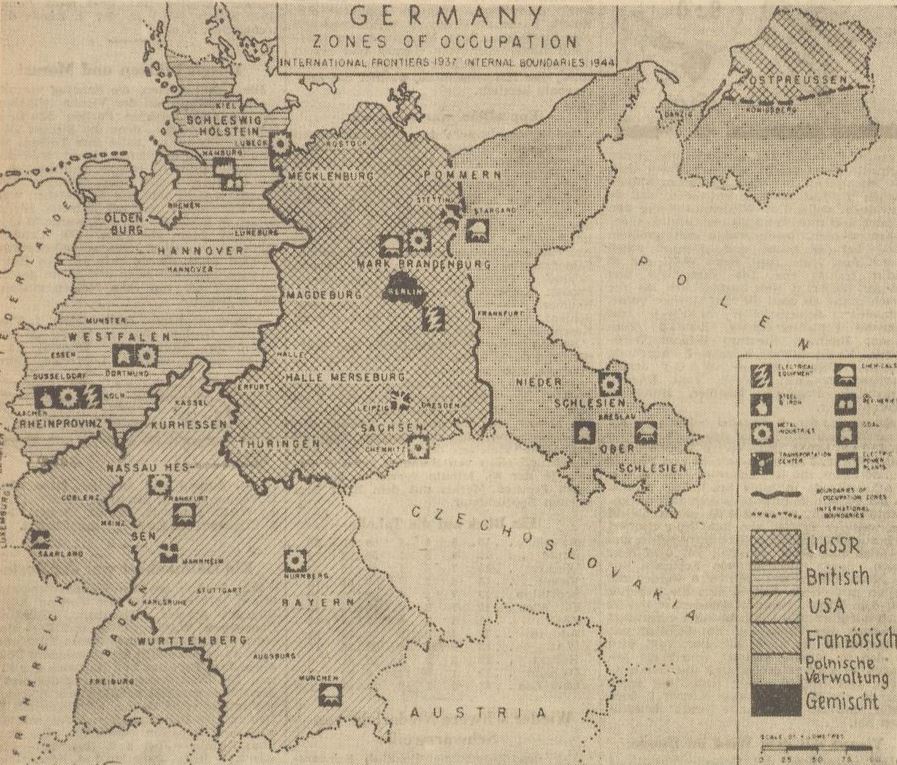 GERMANY
ZONES OF OCCUPATION
INTERNATIONAL FRONTIERS 1937 INTERNAL BOUNDARIES 1944
OSTPREUSSEN
KÖNIGSBERG
DANZIG
KIEL
SCHLESWIG
HOLSTEIN
LÜBECK
HAMBURG
ROSTOCK
MECKLENBURG
POMMERN
STETTIN
STARGARD
BREMEN
OLDEN
BURG
LÜNEBURG
HANNOVER
HANNOVER
MARK BRANDENBURG
BERLIN
MAGDEBURG
FRANKFURT
NIEDERLANDE
POLEN
MÜNSTER
WESTFALEN
ESSEN
DORTMUND
DÜSSELDORF
KÖLN
AACHEN
RHEINPROVINZ
HALLE
HALLE MERSEBURG
ERFURT
LEIPZIG
DRESDEN
SACHSEN
CHEMNITZ
THÜRINGEN
KASSEL
KURHESSEN
NIEDER
SCHLESIEN
BRESLAU
OBER
SCHLESIEN
NASSAU HES-
SEN
FRANKFURT
COBLENZ
MAINZ
LUXEMBURG
SAARLAND
MANNHEIM
NÜRNBERG
CZECHOSLOVAKIA
STUTTGART
BAYERN
KARLSRUHE
BADEN
WÜRTTEMBERG
AUGSBURG
FREIBURG
MÜNCHEN
FRANKREICH
AUSTRIA
ELECTRICAL
EQUIPMENT
CHEMICALS
STEEL
& IRON
METAL
INDUSTRIES
COAL
TRANSPORTATION
CENTER
ELECTRIC
POWER
PLANTS
BOUNDARIES OF
OCCUPATION ZONES
INTERNATIONAL
BOUNDARIES
UdSSR
Britisch
USA
Französisch
Polnische
Verwaltung
Gemischt
SCALE OF KILOMETRES
0 25 50 75